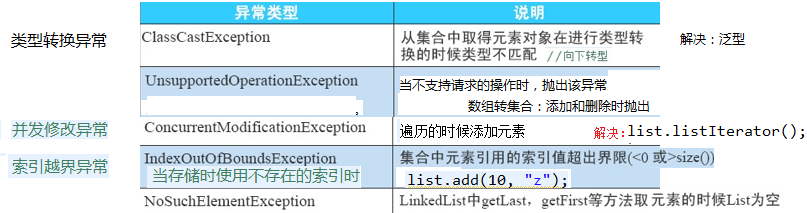 异常类型 说明
类型转换异常 ClassCastException 从集合中取得元素对象在进行类型转
换的时候类型不匹配 //向下转型 解决：泛型
UnsupportedOperationException 当不支持请求的操作时，抛出该异常
, 数组转集合：添加和删除时抛出
并发修改异常 ConcurrentModificationException 遍历的时候添加元素 解决:list.listIterator();
索引越界异常 IndexOutOfBoundsException 集合中元素引用的索引值超出界限(<0 或>size())
当存储时使用不存在的索引时 list.add(10, "z");
NoSuchElementException LinkedList中getLast，getFirst等方法取元素的时候List为空